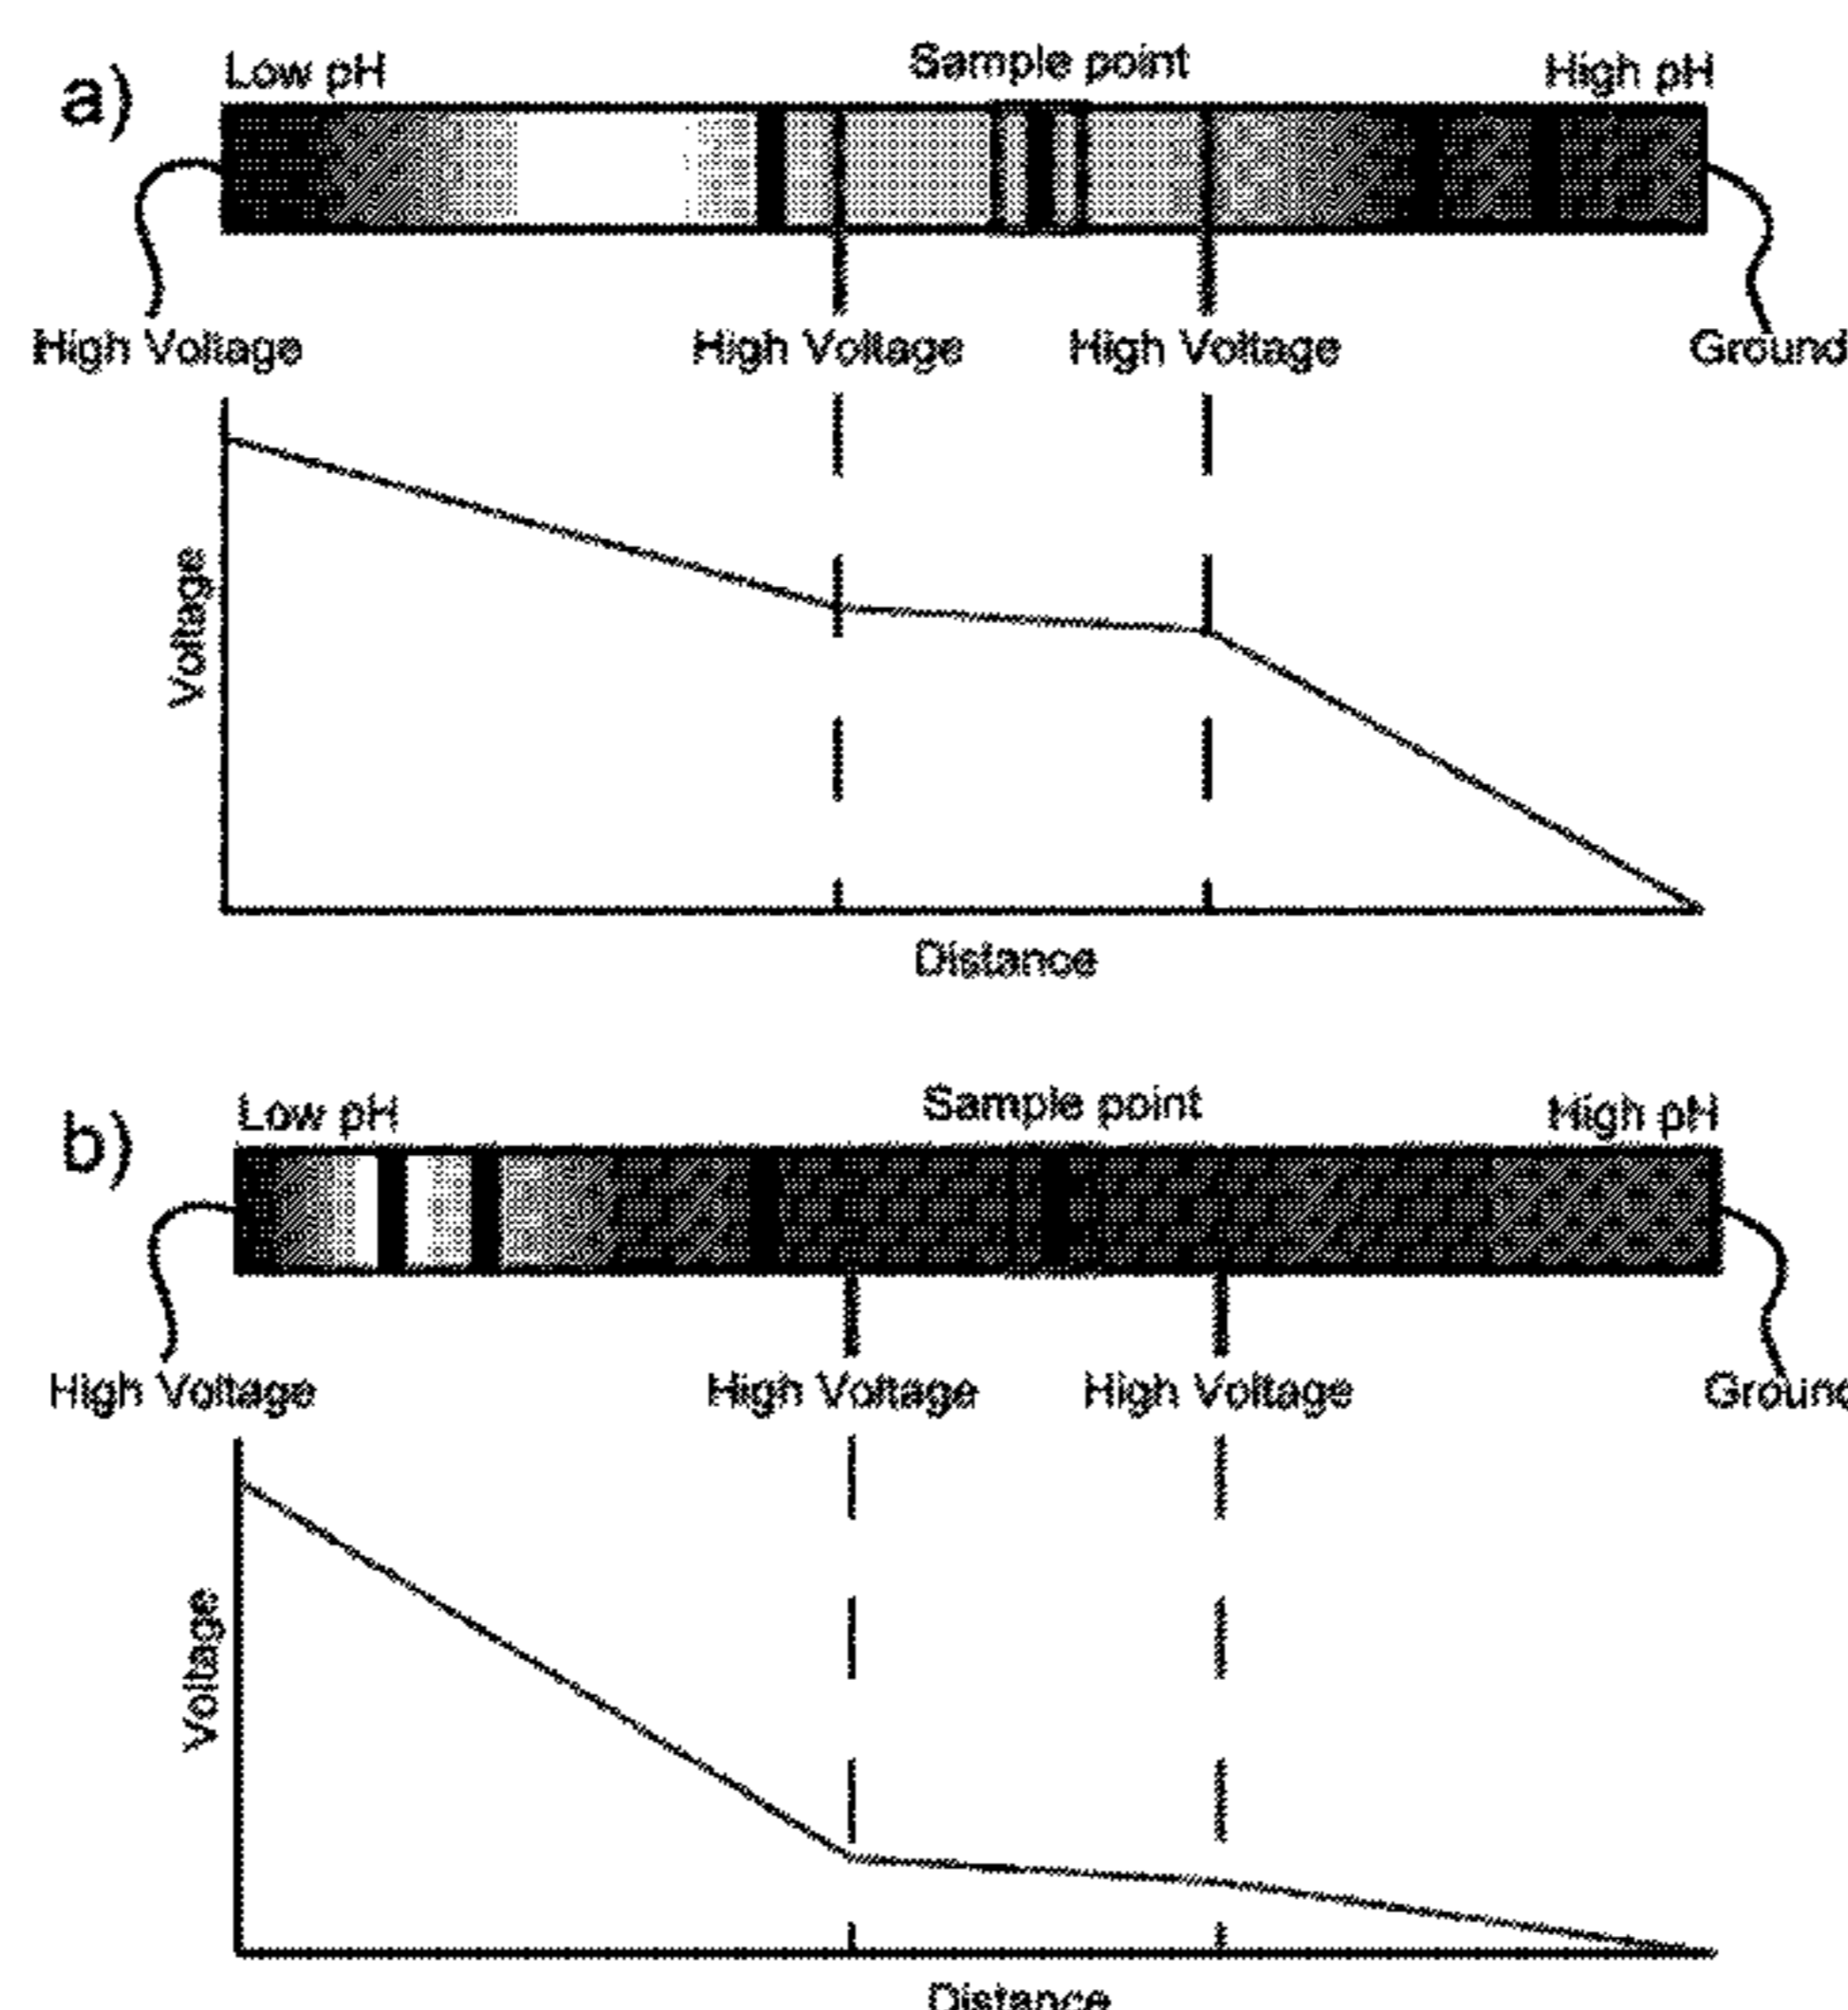 a)
Low pH
Sample point
High pH
High Voltage
High Voltage
High Voltage
Ground
Voltage
Distance
b)
Low pH
Sample point
High pH
High Voltage
High Voltage
High Voltage
Groun
Voltage
Distance